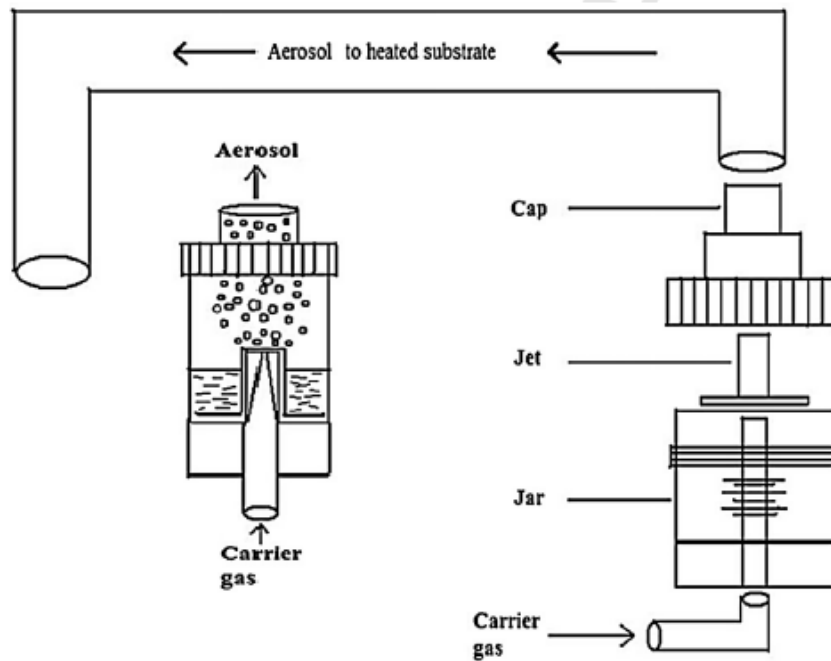 Aerosol to heated substrate
Aerosol
Cap
Jet
Jar
Carrier
gas
Carrier
gas